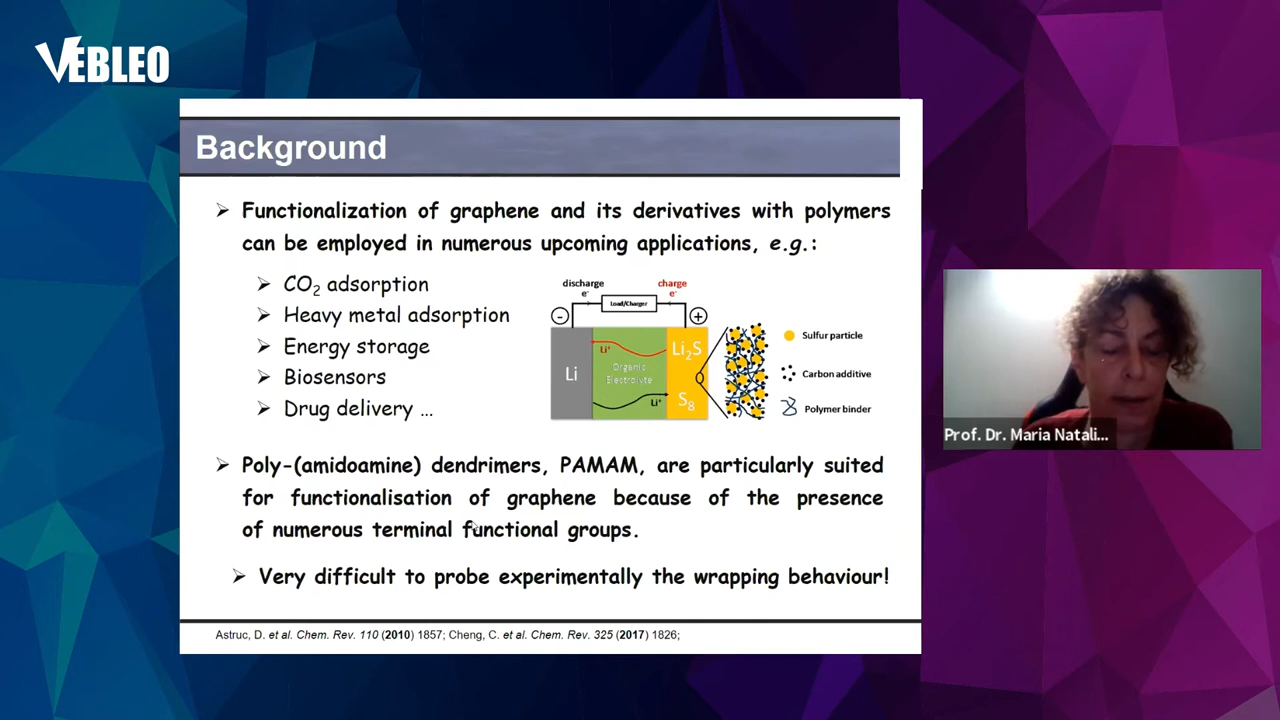 VEBLEO
Background
➢ Functionalization of graphene and its derivatives with polymers
can be employed in numerous upcoming applications, e.g.:
➢ CO₂ adsorption
➢ Heavy metal adsorption
➢ Energy storage
➢ Biosensors
➢ Drug delivery …
discharge
e⁻
charge
e⁻
Load/Charger
-
+
Li
Li⁺
Organic
Electrolyte
Li⁺
Li₂S
S₈
Sulfur particle
Carbon additive
Polymer binder
➢ Poly-(amidoamine) dendrimers, PAMAM, are particularly suited
for functionalisation of graphene because of the presence
of numerous terminal functional groups.
➢ Very difficult to probe experimentally the wrapping behaviour!
Astruc, D. et al. Chem. Rev. 110 (2010) 1857; Cheng, C. et al. Chem. Rev. 325 (2017) 1826;
Prof. Dr. Maria Natali...